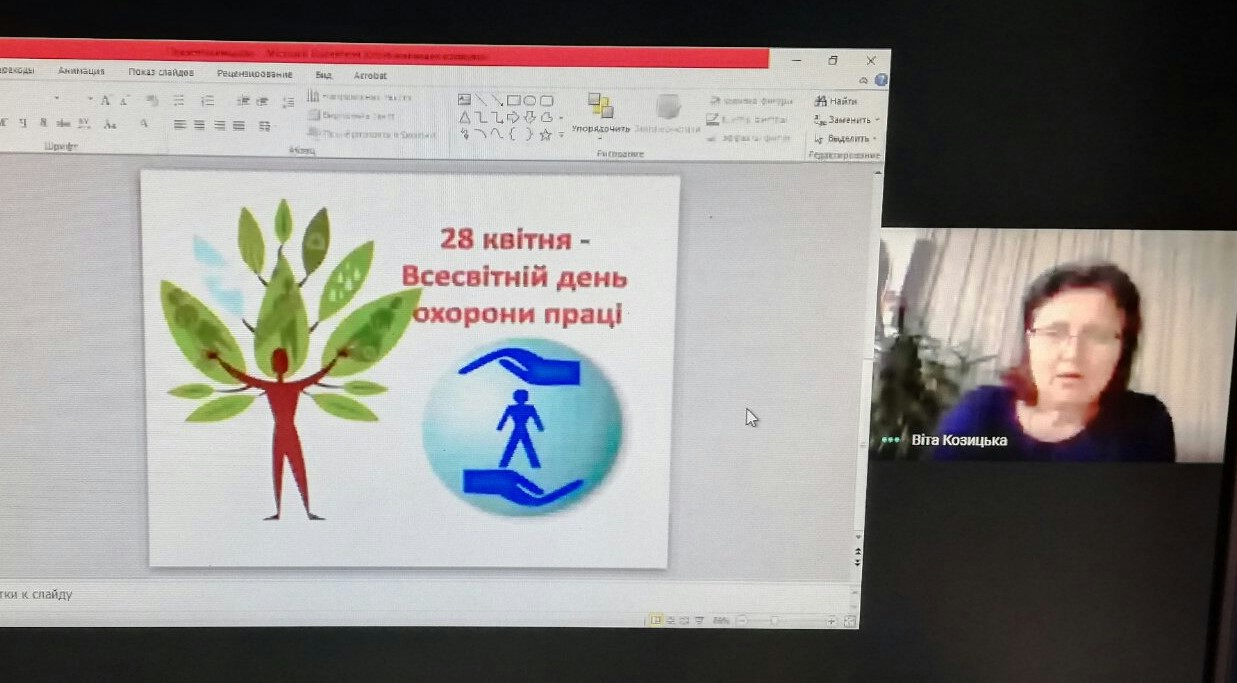 Анимация
Показ слайдов
Рецензирование
Вид
Acrobat
Шрифт
Абзац
Упорядочить
Рисование
Найти
Заменить
Выделить
Редактирование
28 квітня -
Всесвітній день
охорони праці
Віта Козицька
к слайду